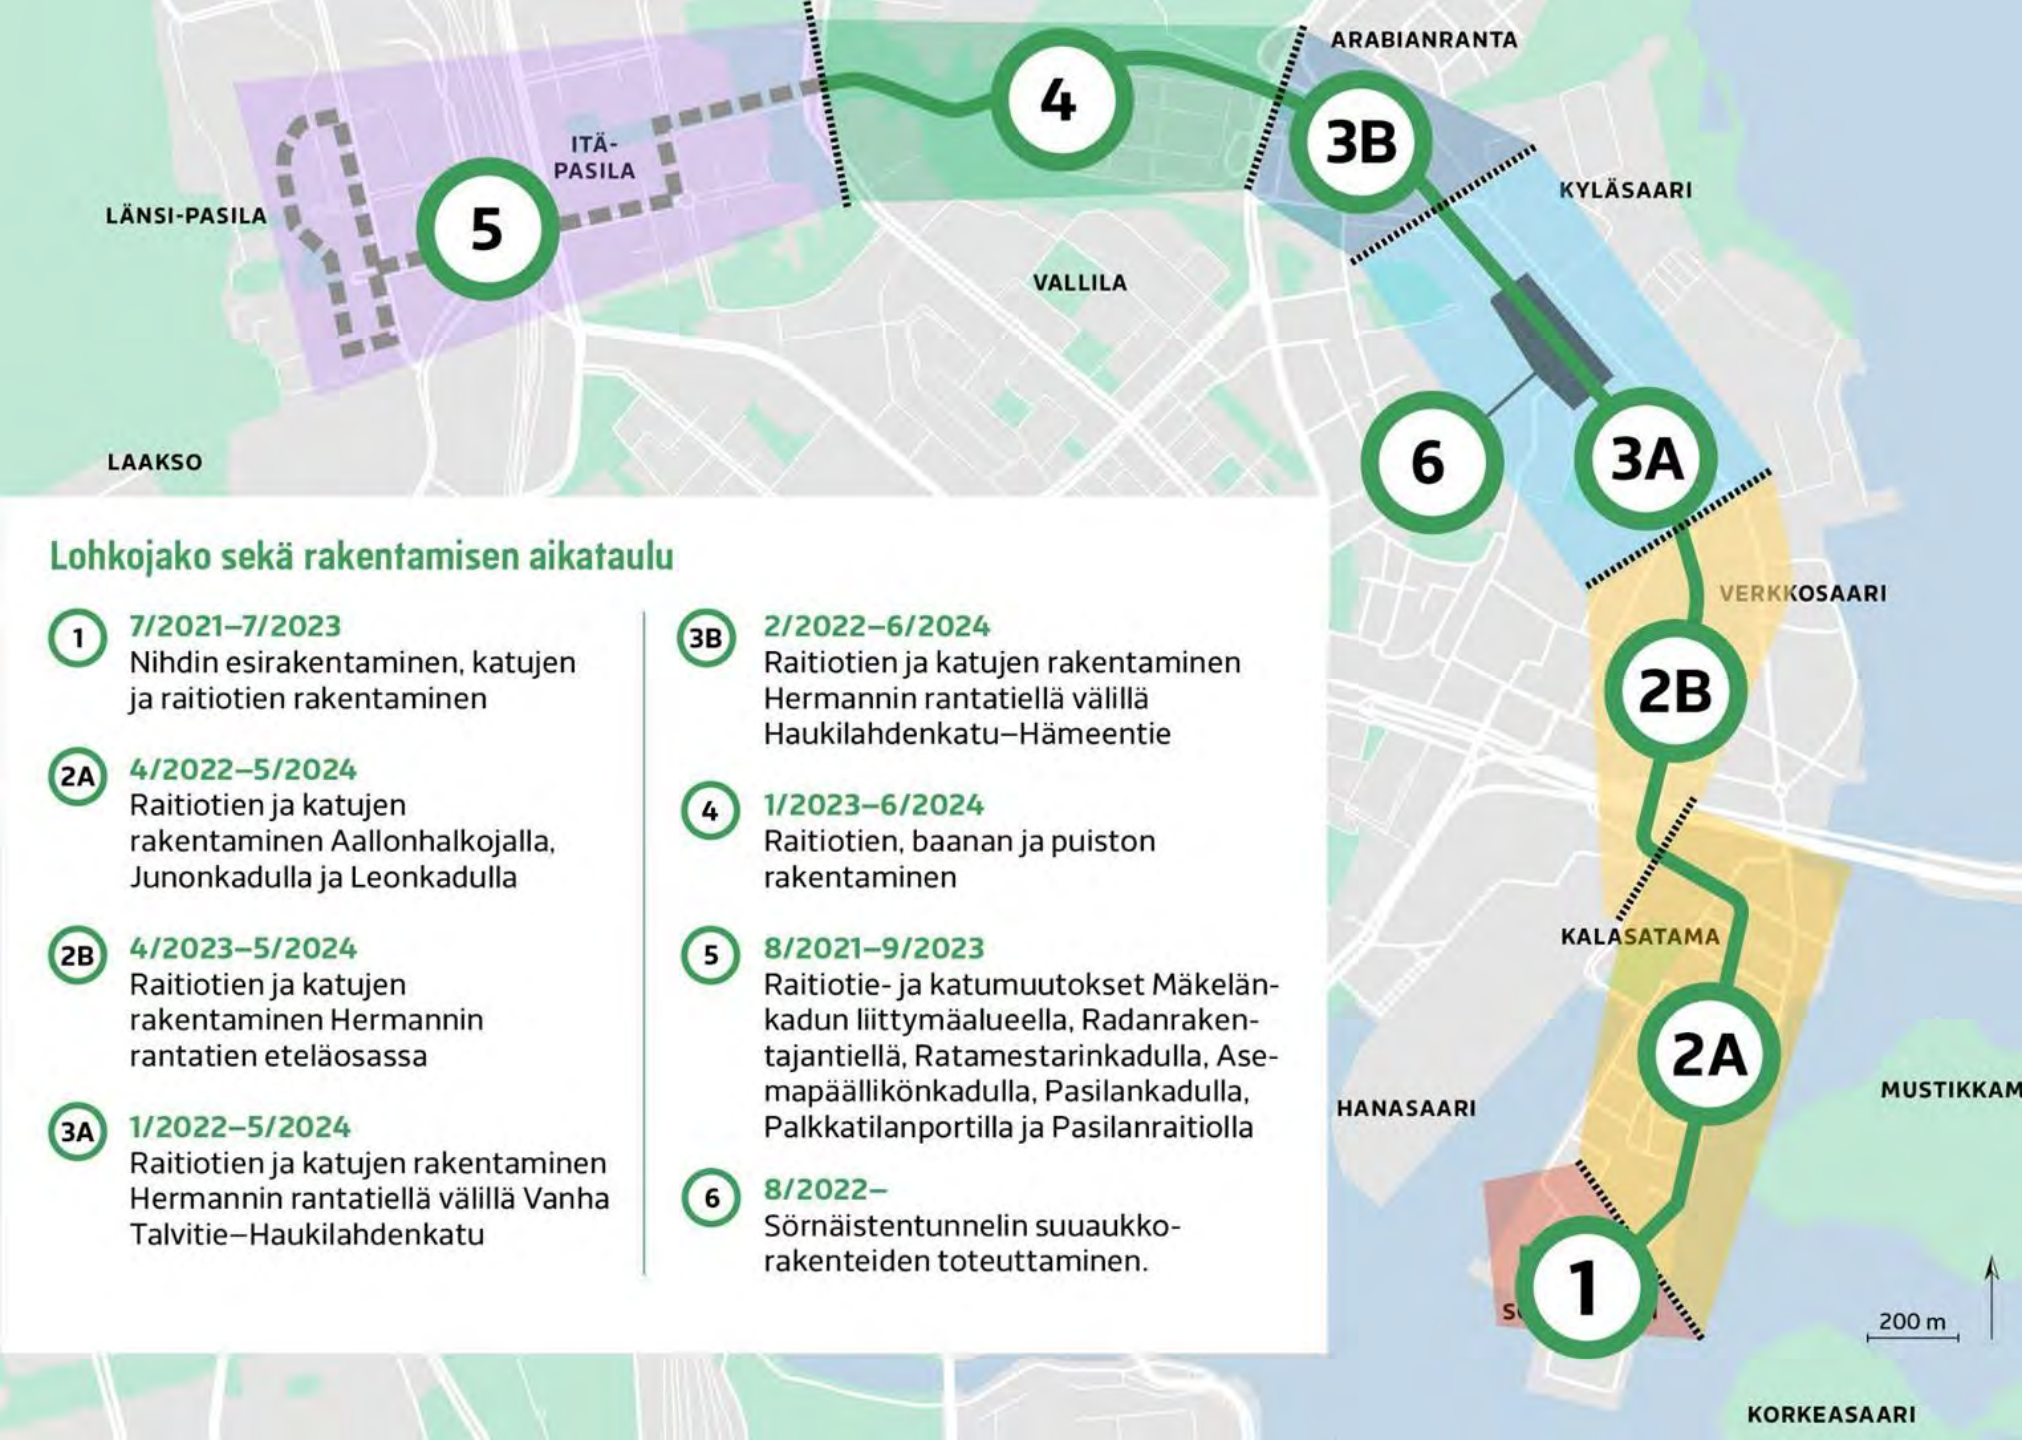 ARABIANRANTA
4
3B
ITÄ-
PASILA
KYLÄSAARI
LÄNSI-PASILA
5
VALLILA
LAAKSO
6
3A
VERKKOSAARI
2B
KALASATAMA
2A
HANASAARI
MUSTIKKAM
1
200 m
KORKEASAARI
Lohkojako sekä rakentamisen aikataulu
1
7/2021–7/2023
Nihdin esirakentaminen, katujen
ja raitiotien rakentaminen
2A
4/2022–5/2024
Raitiotien ja katujen
rakentaminen Aallonhalkojalla,
Junonkadulla ja Leonkadulla
2B
4/2023–5/2024
Raitiotien ja katujen
rakentaminen Hermannin
rantatien eteläosassa
3A
1/2022–5/2024
Raitiotien ja katujen rakentaminen
Hermannin rantatiellä välillä Vanha
Talvitie–Haukilahdenkatu
3B
2/2022–6/2024
Raitiotien ja katujen rakentaminen
Hermannin rantatiellä välillä
Haukilahdenkatu–Hämeentie
4
1/2023–6/2024
Raitiotien, baanan ja puiston
rakentaminen
5
8/2021–9/2023
Raitiotie- ja katumuutokset Mäkelän-
kadun liittymäalueella, Radanraken-
tajantiellä, Ratamestarinkadulla, Ase-
mapäällikönkadulla, Pasilankadulla,
Palkkatilanportilla ja Pasilanraitiolla
6
8/2022–
Sörnäistentunnelin suuaukko-
rakenteiden toteuttaminen.